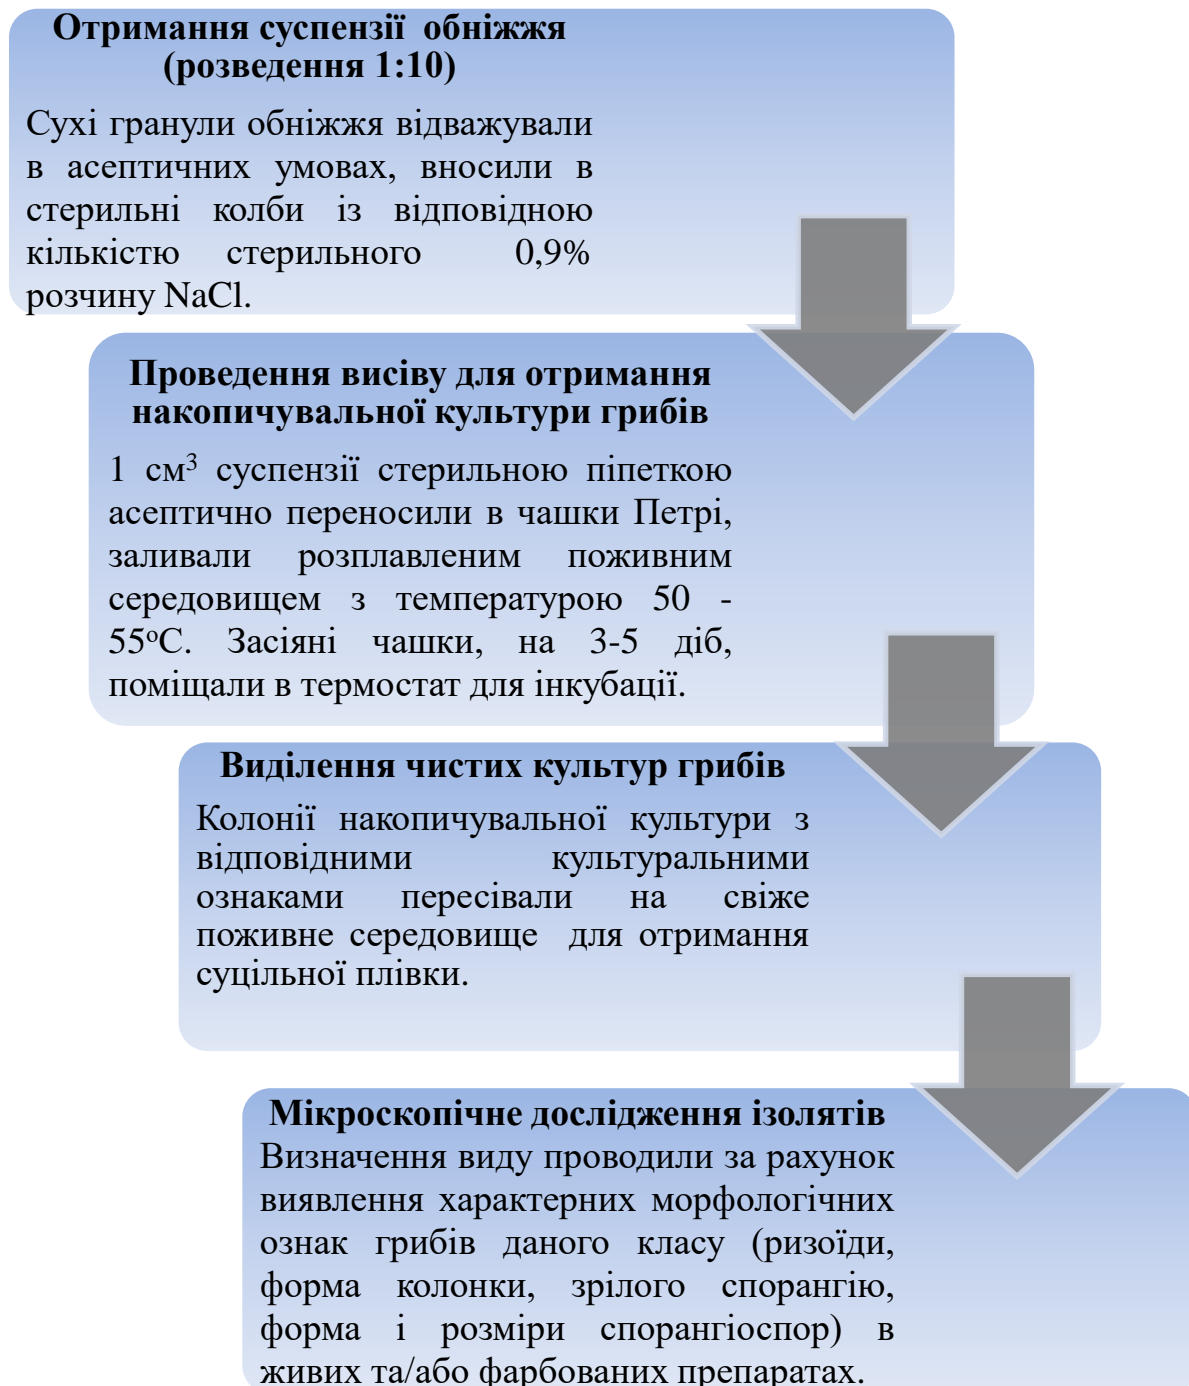 Отримання суспензії обніжжя
(розведення 1:10)
Сухі гранули обніжжя відважували
в асептичних умовах, вносили в
стерильні колби із відповідною
кількістю стерильного 0,9%
розчину NaCl.
Проведення висіву для отримання
накопичувальної культури грибів
1 см³ суспензії стерильною піпеткою
асептично переносили в чашки Петрі,
заливали розплавленим поживним
середовищем з температурою 50 -
55ᵒС. Засіяні чашки, на 3-5 діб,
поміщали в термостат для інкубації.
Виділення чистих культур грибів
Колонії накопичувальної культури з
відповідними культуральними
ознаками пересівали на свіже
поживне середовище для отримання
суцільної плівки.
Мікроскопічне дослідження ізолятів
Визначення виду проводили за рахунок
виявлення характерних морфологічних
ознак грибів даного класу (ризоїди,
форма колонки, зрілого спорангію,
форма і розміри спорангіоспор) в
живих та/або фарбованих препаратах.